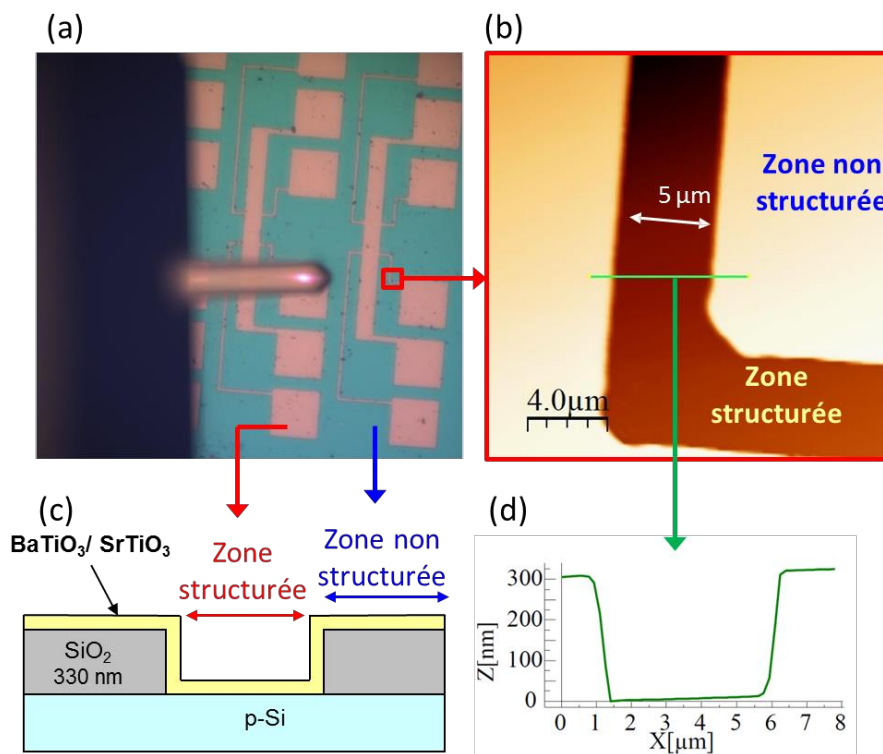 (a)
(b)
Zone non
structurée
5 µm
Zone
structurée
4.0µm
(c)
BaTiO₃/ SrTiO₃
Zone
structurée
Zone non
structurée
SiO₂
330 nm
p-Si
(d)
Z[nm]
300
200
100
0
0 1 2 3 4 5 6 7 8
X[µm]